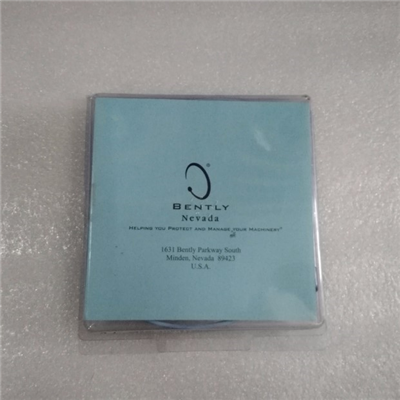 ®
BENTLY
Nevada
HELPING YOU PROTECT AND MANAGE YOUR MACHINERY®
1631 Bently Parkway South
Minden, Nevada 89423
U.S.A.